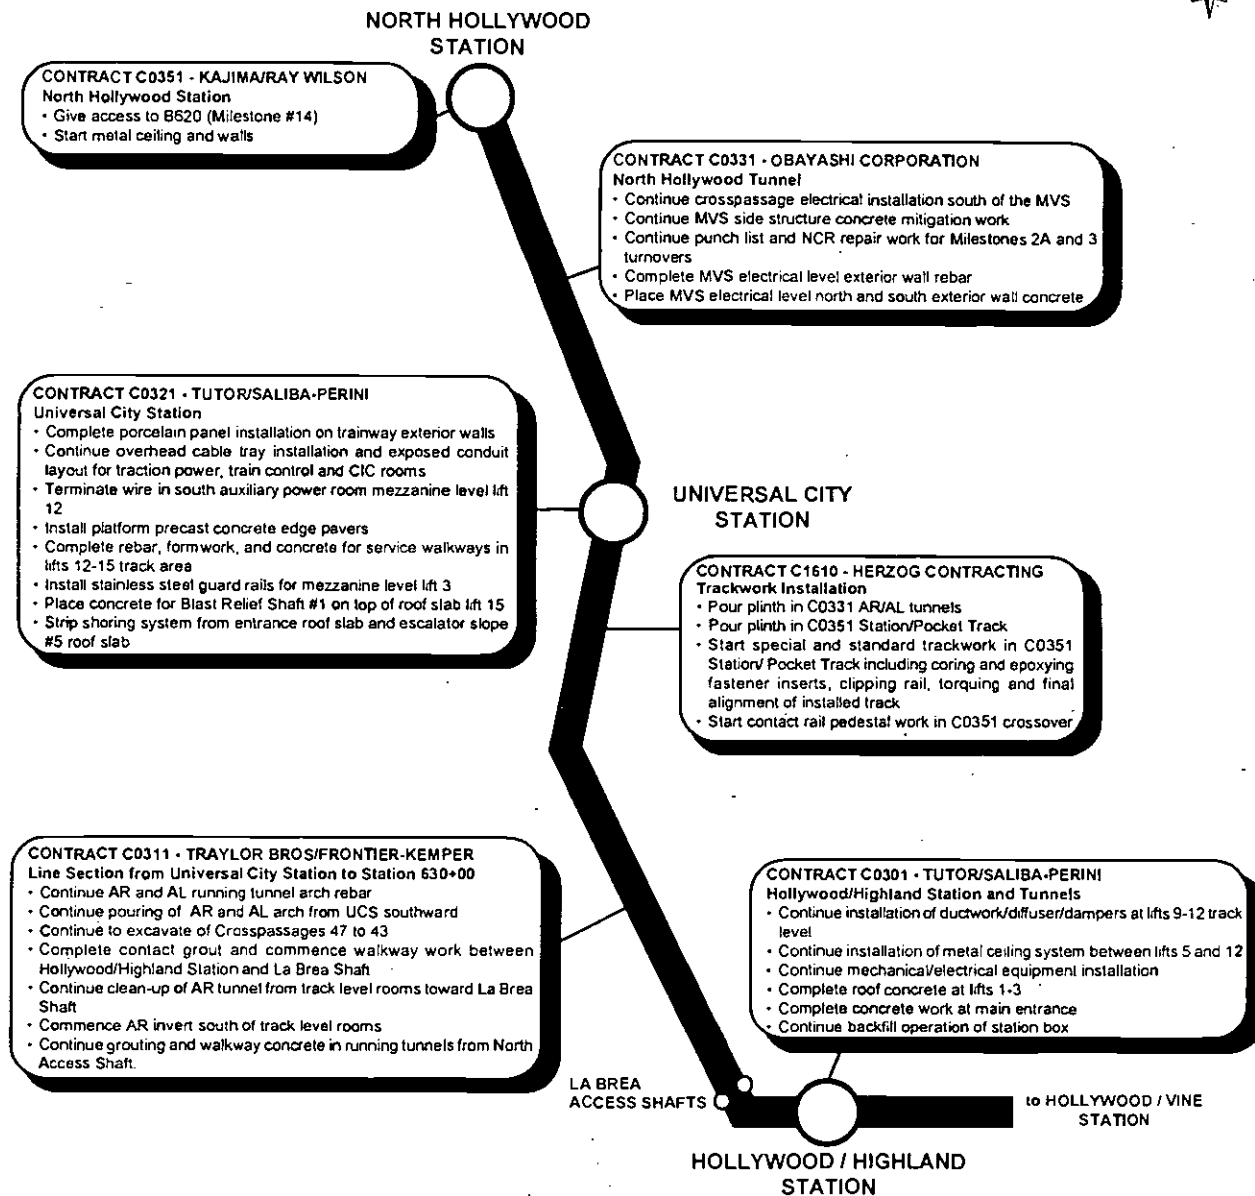 NORTH HOLLYWOOD
STATION
CONTRACT C0351 - KAJIMA/RAY WILSON
North Hollywood Station
• Give access to B620 (Milestone #14)
• Start metal ceiling and walls
CONTRACT C0331 - OBAYASHI CORPORATION
North Hollywood Tunnel
• Continue crosspassage electrical installation south of the MVS
• Continue MVS side structure concrete mitigation work
• Continue punch list and NCR repair work for Milestones 2A and 3
turnovers
• Complete MVS electrical level exterior wall rebar
• Place MVS electrical level north and south exterior wall concrete
CONTRACT C0321 - TUTOR/SALIBA-PERINI
Universal City Station
• Complete porcelain panel installation on trainway exterior walls
• Continue overhead cable tray installation and exposed conduit
layout for traction power, train control and CIC rooms
• Terminate wire in south auxiliary power room mezzanine level lift
12
• Install platform precast concrete edge pavers
• Complete rebar, formwork, and concrete for service walkways in
lifts 12-15 track area
• Install stainless steel guard rails for mezzanine level lift 3
• Place concrete for Blast Relief Shaft #1 on top of roof slab lift 15
• Strip shoring system from entrance roof slab and escalator slope
#5 roof slab
UNIVERSAL CITY
STATION
CONTRACT C1610 - HERZOG CONTRACTING
Trackwork Installation
• Pour plinth in C0331 AR/AL tunnels
• Pour plinth in C0351 Station/Pocket Track
• Start special and standard trackwork in C0351
Station/ Pocket Track including coring and epoxying
fastener inserts, clipping rail, torquing and final
alignment of installed track
• Start contact rail pedestal work in C0351 crossover
CONTRACT C0311 - TRAYLOR BROS/FRONTIER-KEMPER
Line Section from Universal City Station to Station 630+00
• Continue AR and AL running tunnel arch rebar
• Continue pouring of AR and AL arch from UCS southward
• Continue to excavate of Crosspassages 47 to 43
• Complete contact grout and commence walkway work between
Hollywood/Highland Station and La Brea Shaft
• Continue clean-up of AR tunnel from track level rooms toward La Brea
Shaft
• Commence AR invert south of track level rooms
• Continue grouting and walkway concrete in running tunnels from North
Access Shaft.
CONTRACT C0301 - TUTOR/SALIBA-PERINI
Hollywood/Highland Station and Tunnels
• Continue installation of ductwork/diffuser/dampers at lifts 9-12 track
level
• Continue installation of metal ceiling system between lifts 5 and 12
• Continue mechanical/electrical equipment installation
• Complete roof concrete at lifts 1-3
• Complete concrete work at main entrance
• Continue backfill operation of station box
LA BREA
ACCESS SHAFTS
to HOLLYWOOD / VINE
STATION
HOLLYWOOD / HIGHLAND
STATION